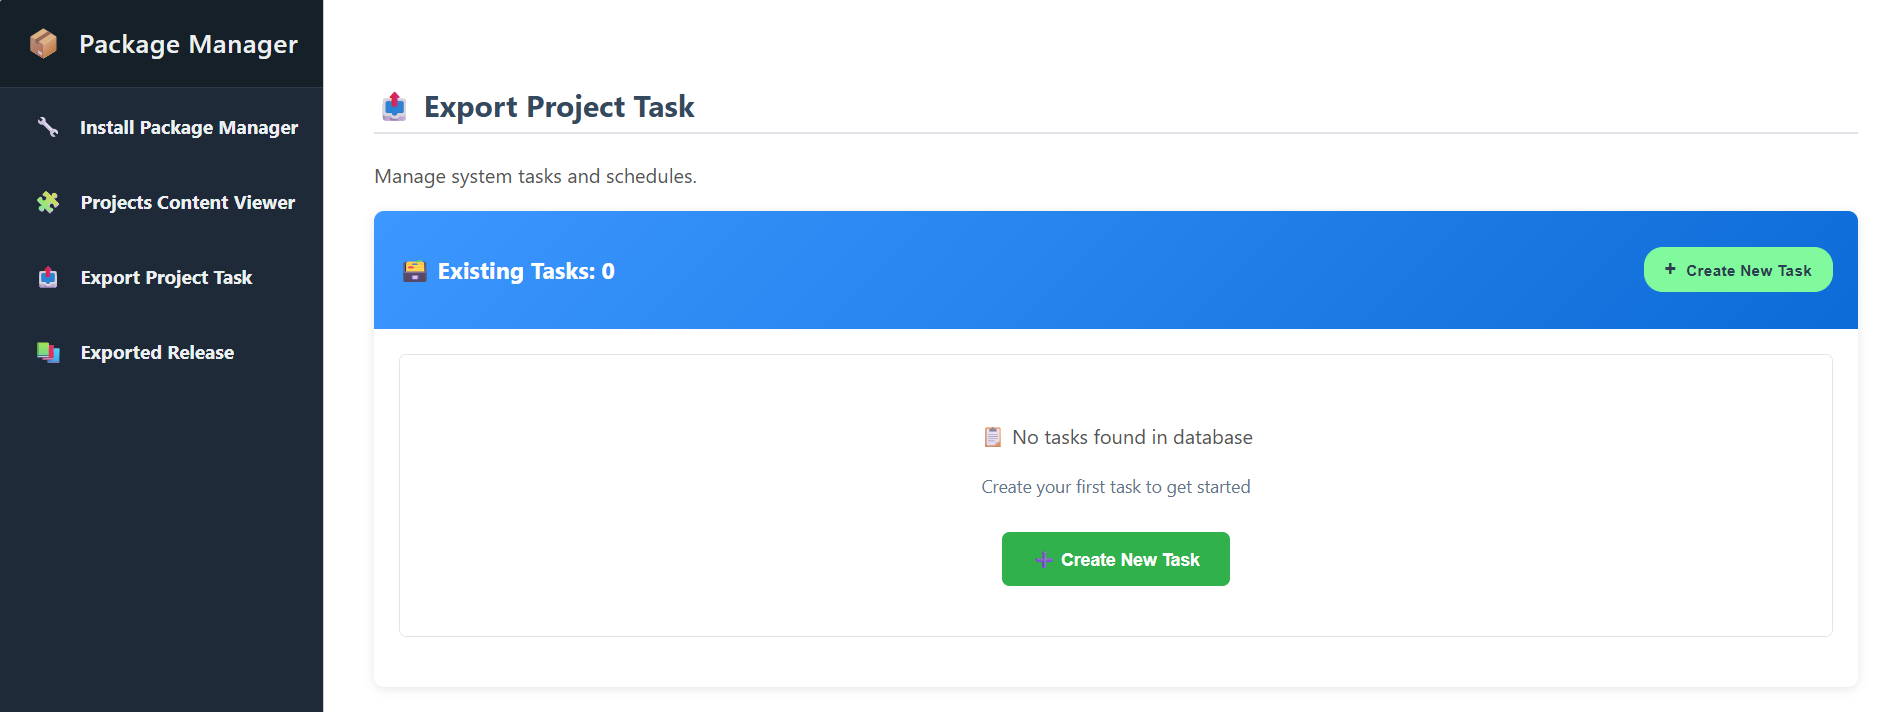 Package Manager
Install Package Manager
Projects Content Viewer
Export Project Task
Exported Release
Export Project Task
Manage system tasks and schedules.
Existing Tasks: 0
+ Create New Task
No tasks found in database
Create your first task to get started
➕ Create New Task